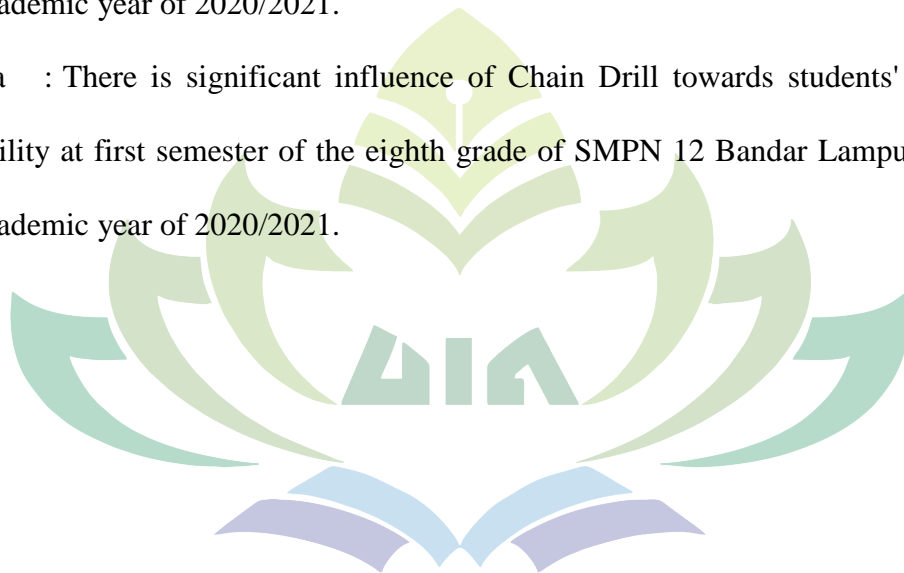 ademic year of 2020/2021.
a : There is significant influence of Chain Drill towards students'
ility at first semester of the eighth grade of SMPN 12 Bandar Lampu
ademic year of 2020/2021.
UIN